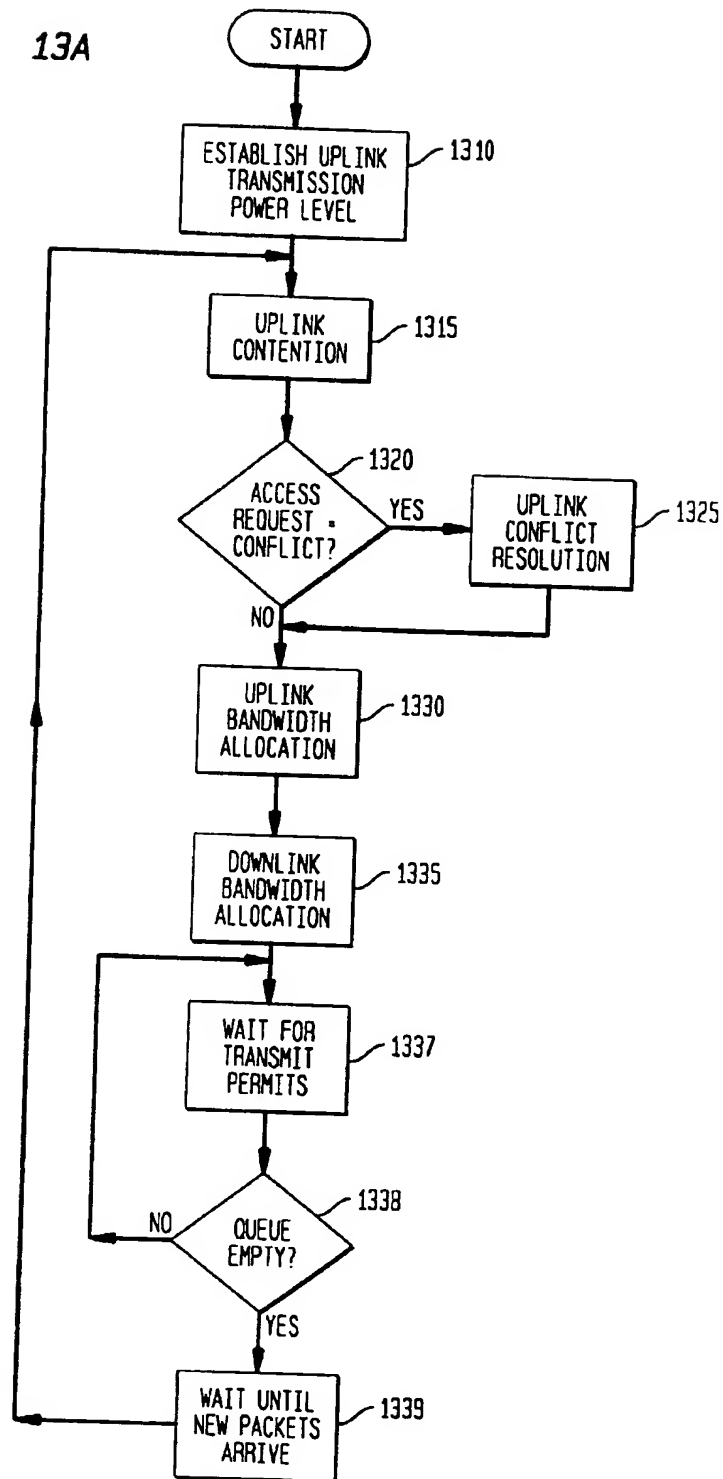 13A
START
ESTABLISH UPLINK
TRANSMISSION
POWER LEVEL
1310
UPLINK
CONTENTION
1315
1320
ACCESS
REQUEST =
CONFLICT?
YES
UPLINK
CONFLICT
RESOLUTION
1325
NO
UPLINK
BANDWIDTH
ALLOCATION
1330
DOWNLINK
BANDWIDTH
ALLOCATION
1335
WAIT FOR
TRANSMIT
PERMITS
1337
1338
NO
QUEUE
EMPTY?
YES
WAIT UNTIL
NEW PACKETS
ARRIVE
1339